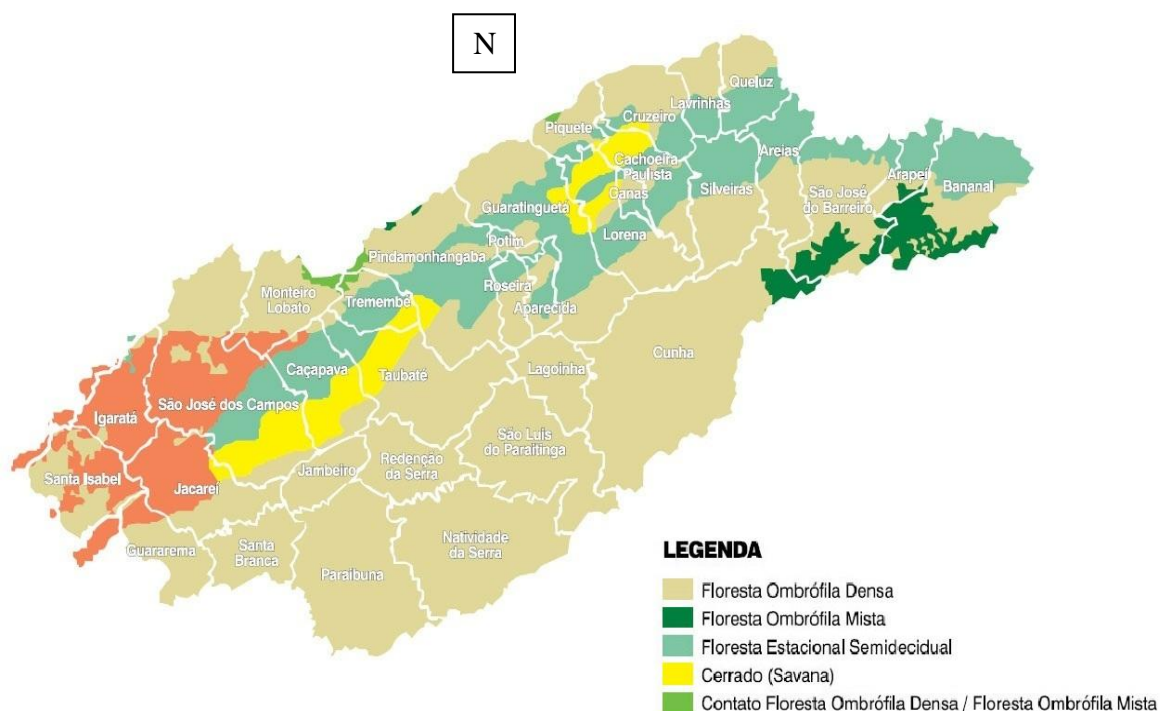 N
Queluz
Lavrinhas
Cruzeiro
Piquete
Cachoeira
Paulista
Areias
Arapeí
Bananal
Canas
Silveiras
São José
do Barreiro
Guaratinguetá
Lorena
Potim
Pindamonhangaba
Roseira
Aparecida
Monteiro
Lobato
Tremembé
Cunha
Lagoinha
Caçapava
Taubaté
São José dos Campos
Igaratá
São Luis
do Paraitinga
Redenção
da Serra
Jambeiro
Santa Isabel
Jacareí
Natividade
da Serra
Guararema
Santa
Branca
Paraibuna
LEGENDA
Floresta Ombrófila Densa
Floresta Ombrófila Mista
Floresta Estacional Semidecidual
Cerrado (Savana)
Contato Floresta Ombrófila Densa / Floresta Ombrófila Mista